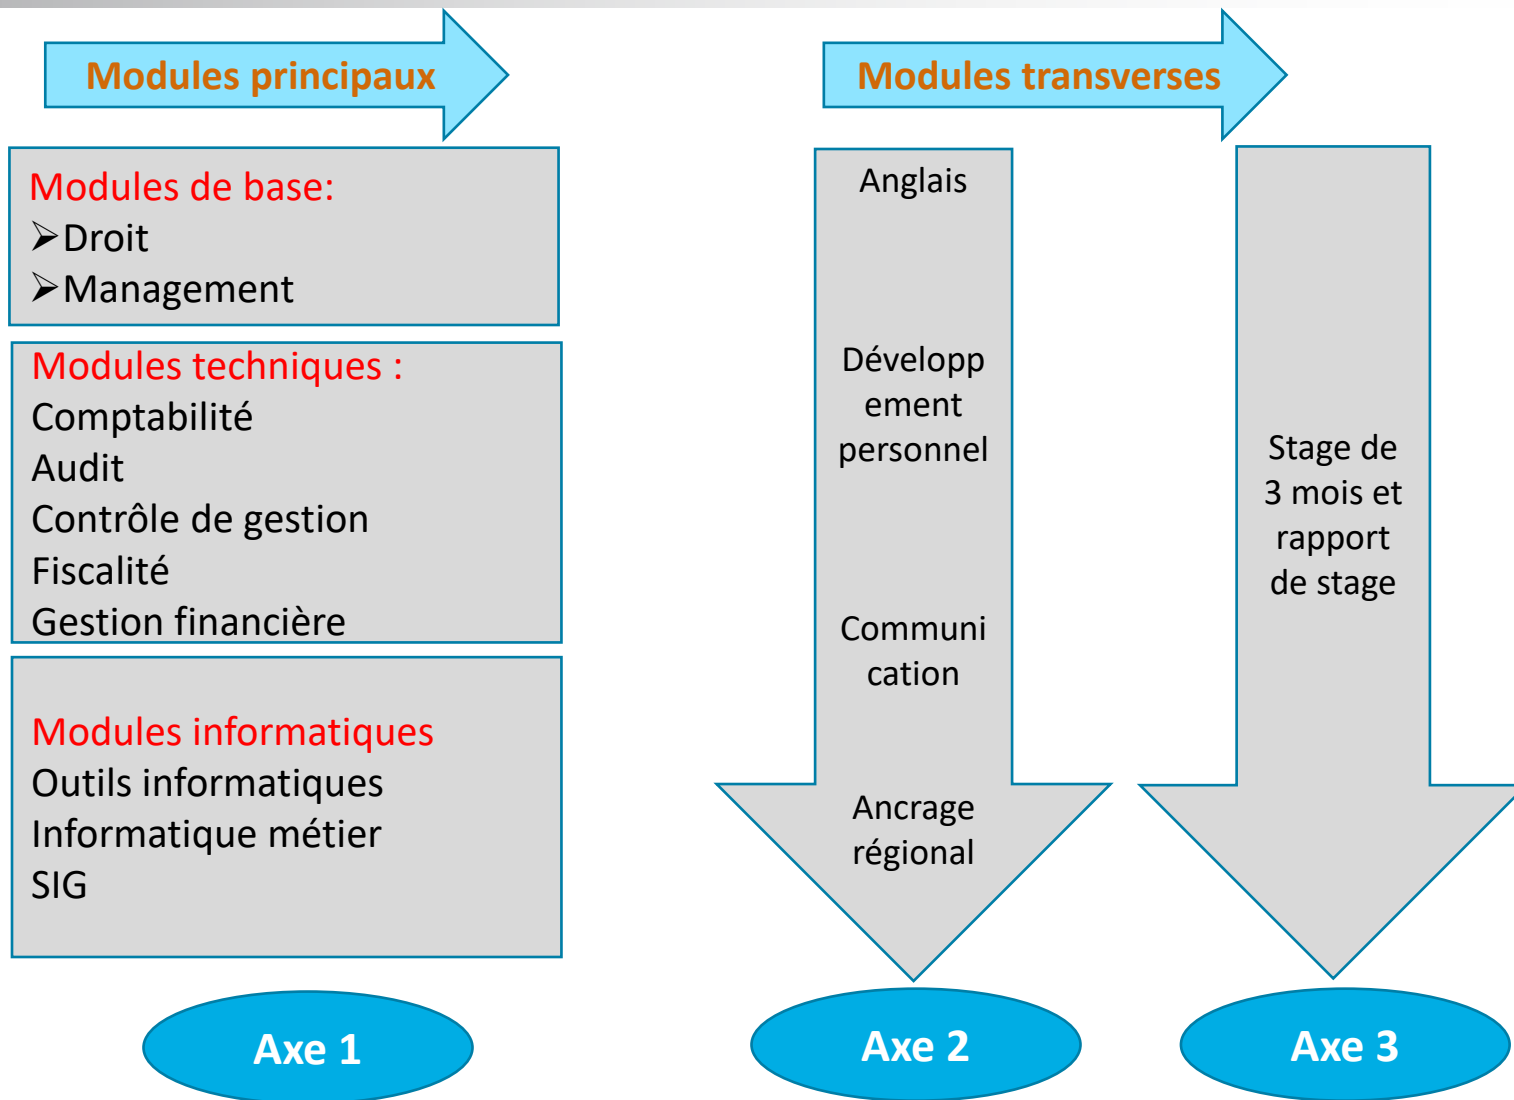 Modules principaux
Modules transverses
Modules de base:
➢Droit
➢Management
Modules techniques :
Comptabilité
Audit
Contrôle de gestion
Fiscalité
Gestion financière
Modules informatiques
Outils informatiques
Informatique métier
SIG
Axe 1
Anglais
Développ
ement
personnel
Communi
cation
Ancrage
régional
Axe 2
Stage de
3 mois et
rapport
de stage
Axe 3